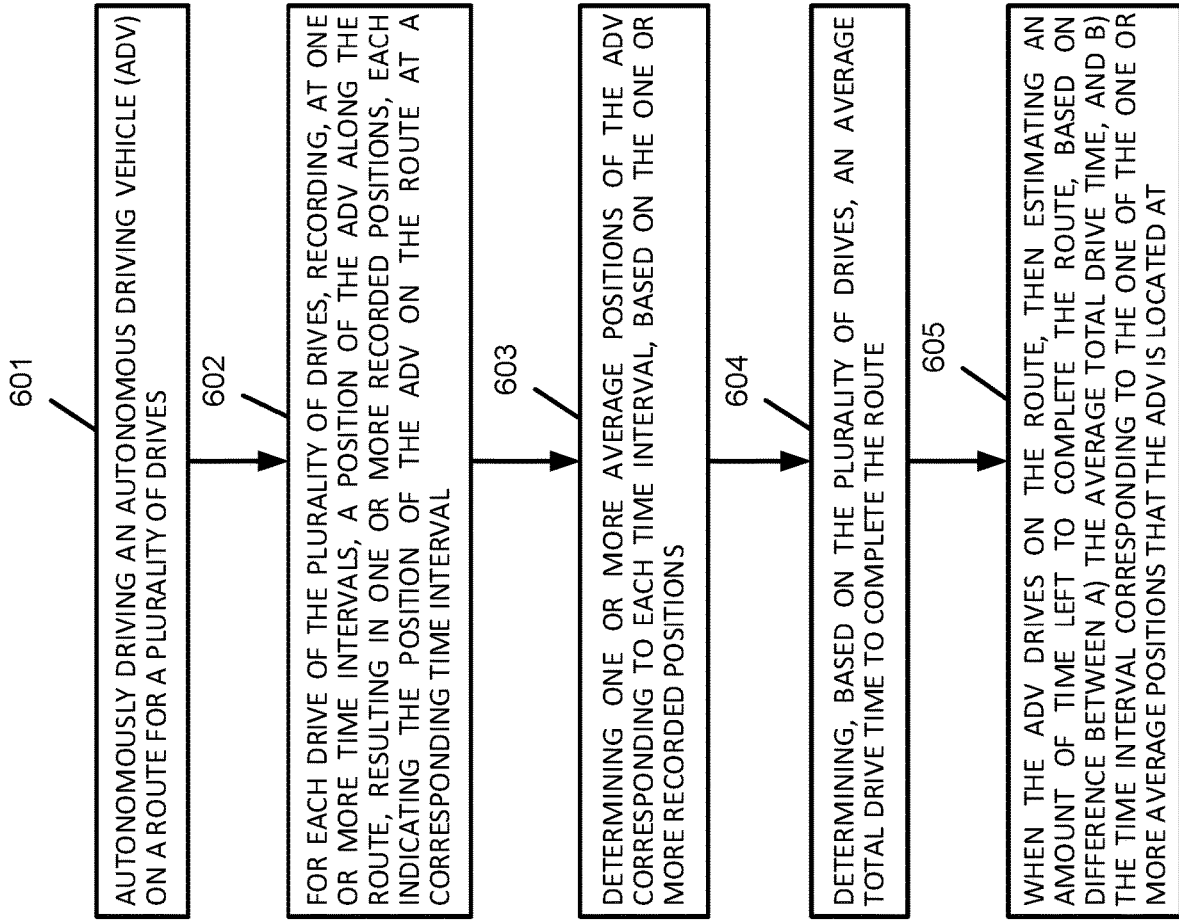 601
AUTONOMOUSLY DRIVING AN AUTONOMOUS DRIVING VEHICLE (ADV)
ON A ROUTE FOR A PLURALITY OF DRIVES
602
FOR EACH DRIVE OF THE PLURALITY OF DRIVES, RECORDING, AT ONE
OR MORE TIME INTERVALS, A POSITION OF THE ADV ALONG THE
ROUTE, RESULTING IN ONE OR MORE RECORDED POSITIONS, EACH
INDICATING THE POSITION OF THE ADV ON THE ROUTE AT A
CORRESPONDING TIME INTERVAL
603
DETERMINING ONE OR MORE AVERAGE POSITIONS OF THE ADV
CORRESPONDING TO EACH TIME INTERVAL, BASED ON THE ONE OR
MORE RECORDED POSITIONS
604
DETERMINING, BASED ON THE PLURALITY OF DRIVES, AN AVERAGE
TOTAL DRIVE TIME TO COMPLETE THE ROUTE
605
WHEN THE ADV DRIVES ON THE ROUTE, THEN ESTIMATING AN
AMOUNT OF TIME LEFT TO COMPLETE THE ROUTE, BASED ON
DIFFERENCE BETWEEN A) THE AVERAGE TOTAL DRIVE TIME, AND B)
THE TIME INTERVAL CORRESPONDING TO THE ONE OF THE ONE OR
MORE AVERAGE POSITIONS THAT THE ADV IS LOCATED AT